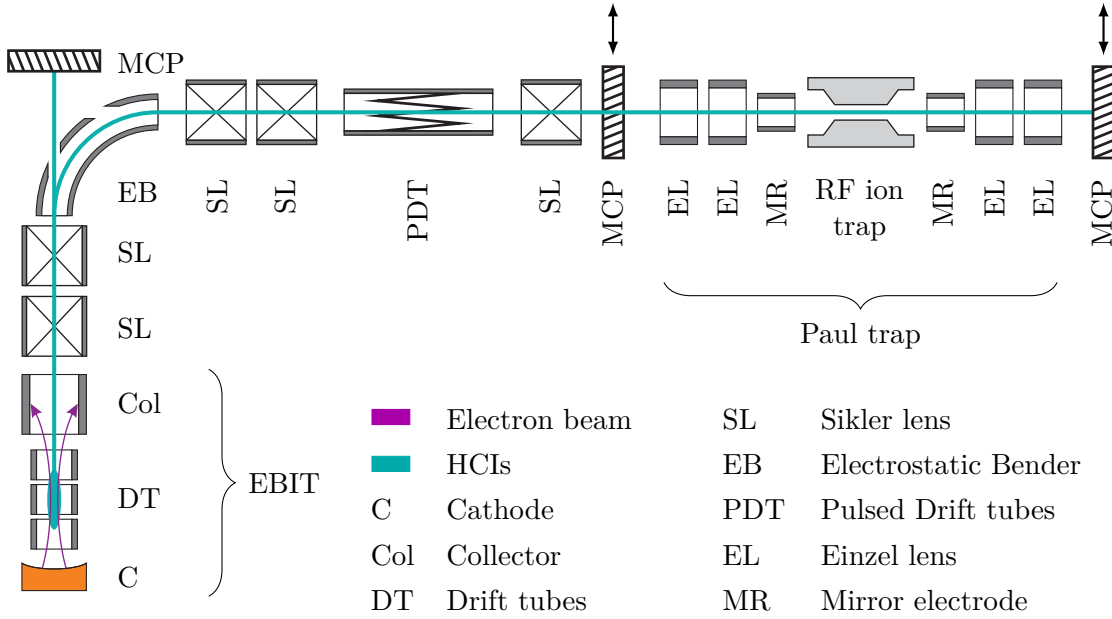 MCP
EB
SL
SL
Col
DT
C
EBIT
SL
SL
PDT
SL
MCP
EL
EL
MR
RF ion
trap
MR
EL
EL
MCP
Paul trap
Electron beam
HCIs
C Cathode
Col Collector
DT Drift tubes
SL Sikler lens
EB Electrostatic Bender
PDT Pulsed Drift tubes
EL Einzel lens
MR Mirror electrode